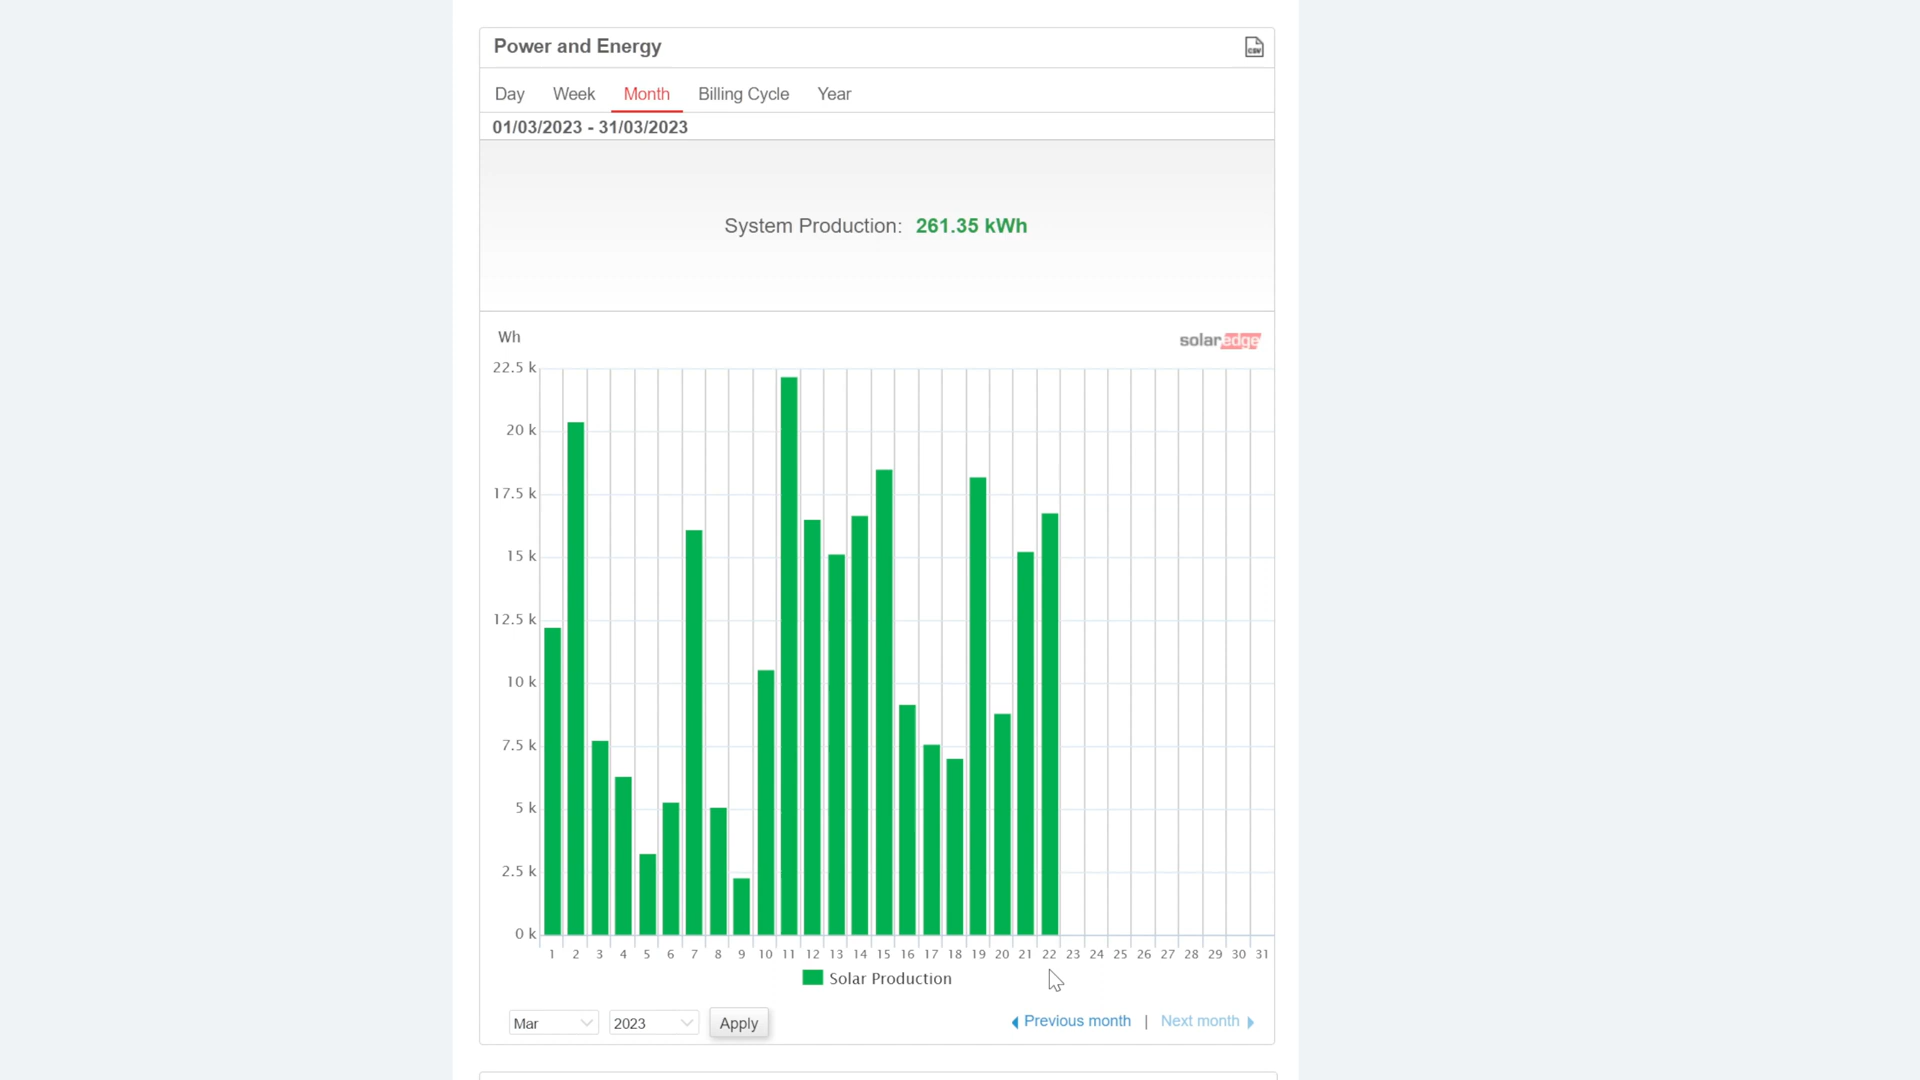 Power and Energy
CSV
Day Week Month Billing Cycle Year
01/03/2023 - 31/03/2023
System Production: 261.35 kWh
Wh
solaredge
22.5 k
20 k
17.5 k
15 k
12.5 k
10 k
7.5 k
5 k
2.5 k
0 k
1 2 3 4 5 6 7 8 9 10 11 12 13 14 15 16 17 18 19 20 21 22 23 24 25 26 27 28 29 30 31
Solar Production
Mar 2023 Apply Previous month | Next month